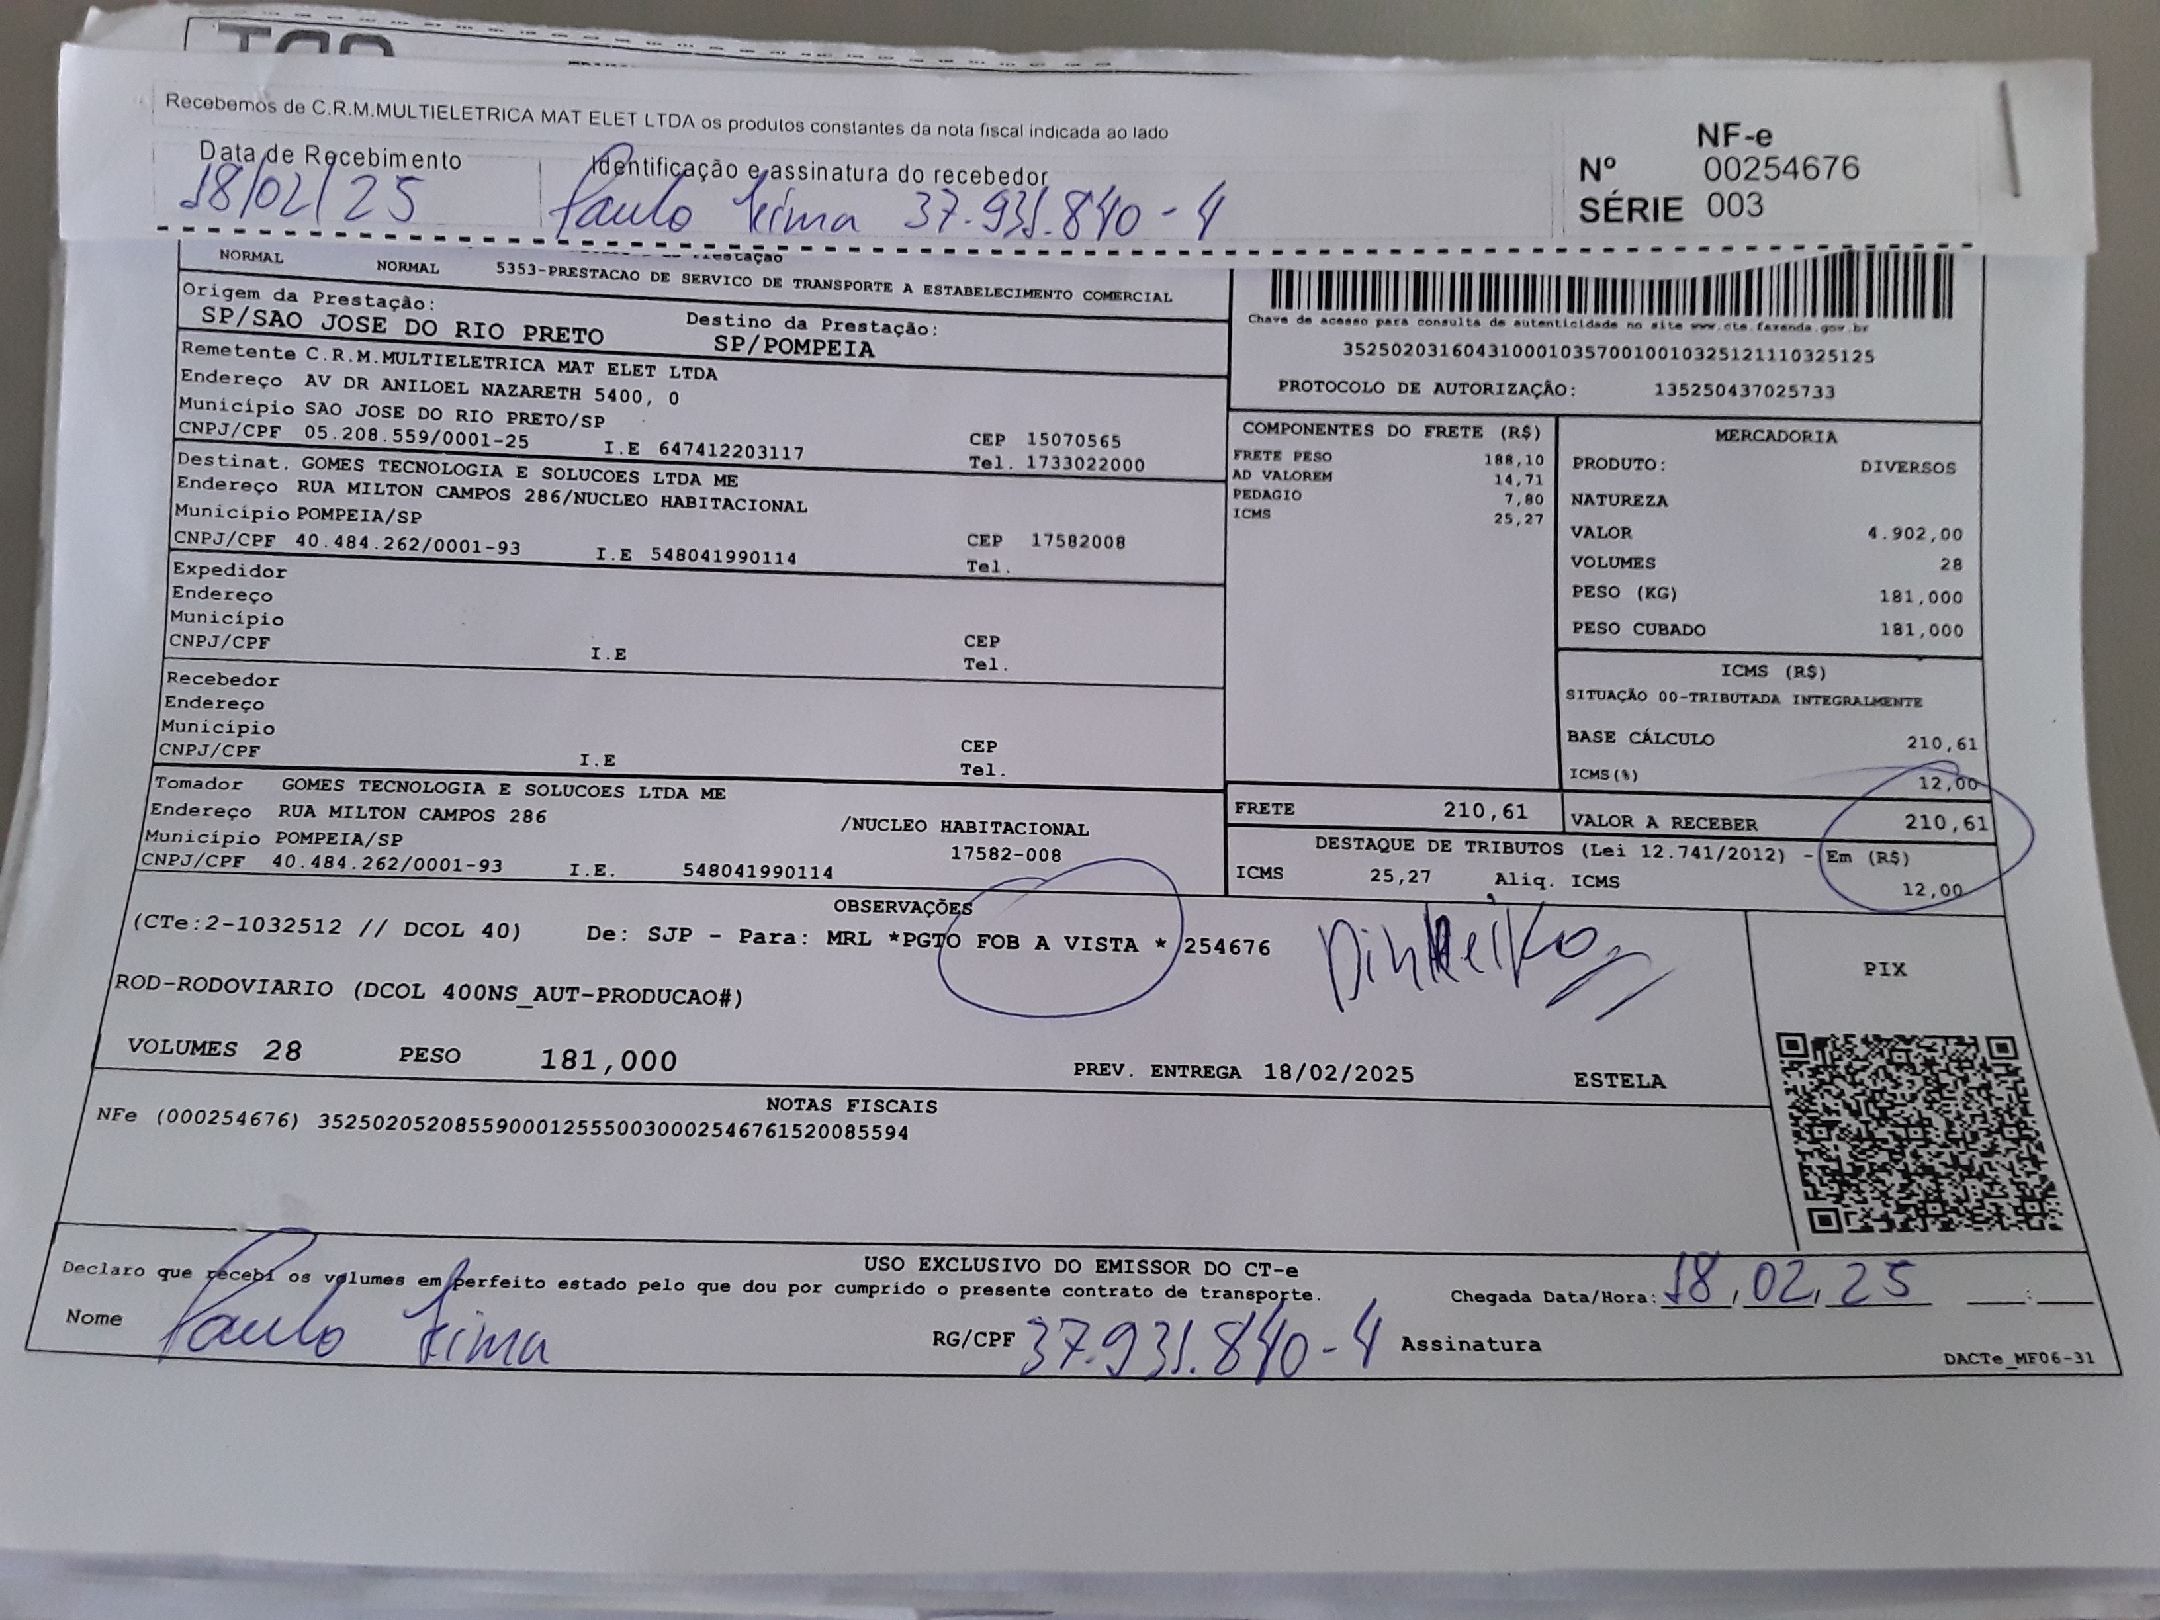 Recebemos de C.R.M.MULTIELETRICA MAT ELET LTDA os produtos constantes da nota fiscal indicada ao lado
Data de Recebimento
18/02/25
Identificação e assinatura do recebedor
Paulo Lima 37.931.840-4
NF-e
Nº 00254676
SÉRIE 003
NORMAL NORMAL 5353-PRESTACAO DE SERVICO DE TRANSPORTE A ESTABELECIMENTO COMERCIAL
Origem da Prestação:
SP/SAO JOSE DO RIO PRETO
Destino da Prestação:
SP/POMPEIA
Chave de acesso para consulta de autenticidade no site www.cte.fazenda.gov.br
35250203160431000103570010010325121110325125
PROTOCOLO DE AUTORIZAÇÃO: 135250437025733
Remetente C.R.M.MULTIELETRICA MAT ELET LTDA
Endereço AV DR ANILOEL NAZARETH 5400, 0
Município SAO JOSE DO RIO PRETO/SP
CEP 15070565
CNPJ/CPF 05.208.559/0001-25 I.E 647412203117
Tel. 1733022000
Destinat. GOMES TECNOLOGIA E SOLUCOES LTDA ME
Endereço RUA MILTON CAMPOS 286/NUCLEO HABITACIONAL
Município POMPEIA/SP
CEP 17582008
CNPJ/CPF 40.484.262/0001-93 I.E 548041990114
Tel.
Expedidor
Endereço
Município
CEP
CNPJ/CPF I.E
Tel.
Recebedor
Endereço
Município
CEP
CNPJ/CPF I.E
Tel.
Tomador GOMES TECNOLOGIA E SOLUCOES LTDA ME
Endereço RUA MILTON CAMPOS 286 /NUCLEO HABITACIONAL
Município POMPEIA/SP 17582-008
CNPJ/CPF 40.484.262/0001-93 I.E. 548041990114
COMPONENTES DO FRETE (R$)
FRETE PESO 188,10
AD VALOREM 14,71
PEDAGIO 7,80
ICMS 25,27
MERCADORIA
PRODUTO: DIVERSOS
NATUREZA
VALOR 4.902,00
VOLUMES 28
PESO (KG) 181,000
PESO CUBADO 181,000
ICMS (R$)
SITUAÇÃO 00-TRIBUTADA INTEGRALMENTE
BASE CÁLCULO 210,61
ICMS(%) 12,00
FRETE 210,61
VALOR A RECEBER 210,61
DESTAQUE DE TRIBUTOS (Lei 12.741/2012) - Em (R$)
ICMS 25,27 Aliq. ICMS 12,00
OBSERVAÇÕES
(CTe:2-1032512 // DCOL 40) De: SJP - Para: MRL *PGTO FOB A VISTA * 254676
ROD-RODOVIARIO (DCOL 400NS_AUT-PRODUCAO#)
VOLUMES 28 PESO 181,000
PREV. ENTREGA 18/02/2025 ESTELA
PIX
NOTAS FISCAIS
NFe (000254676) 35250205208559000125550030002546761520085594
USO EXCLUSIVO DO EMISSOR DO CT-e
Declaro que recebi os volumes em perfeito estado pelo que dou por cumprido o presente contrato de transporte.
Chegada Data/Hora: 18,02,25 __:__
Nome Paulo Lima RG/CPF 37.931.840-4 Assinatura
DACTe_MF06-31